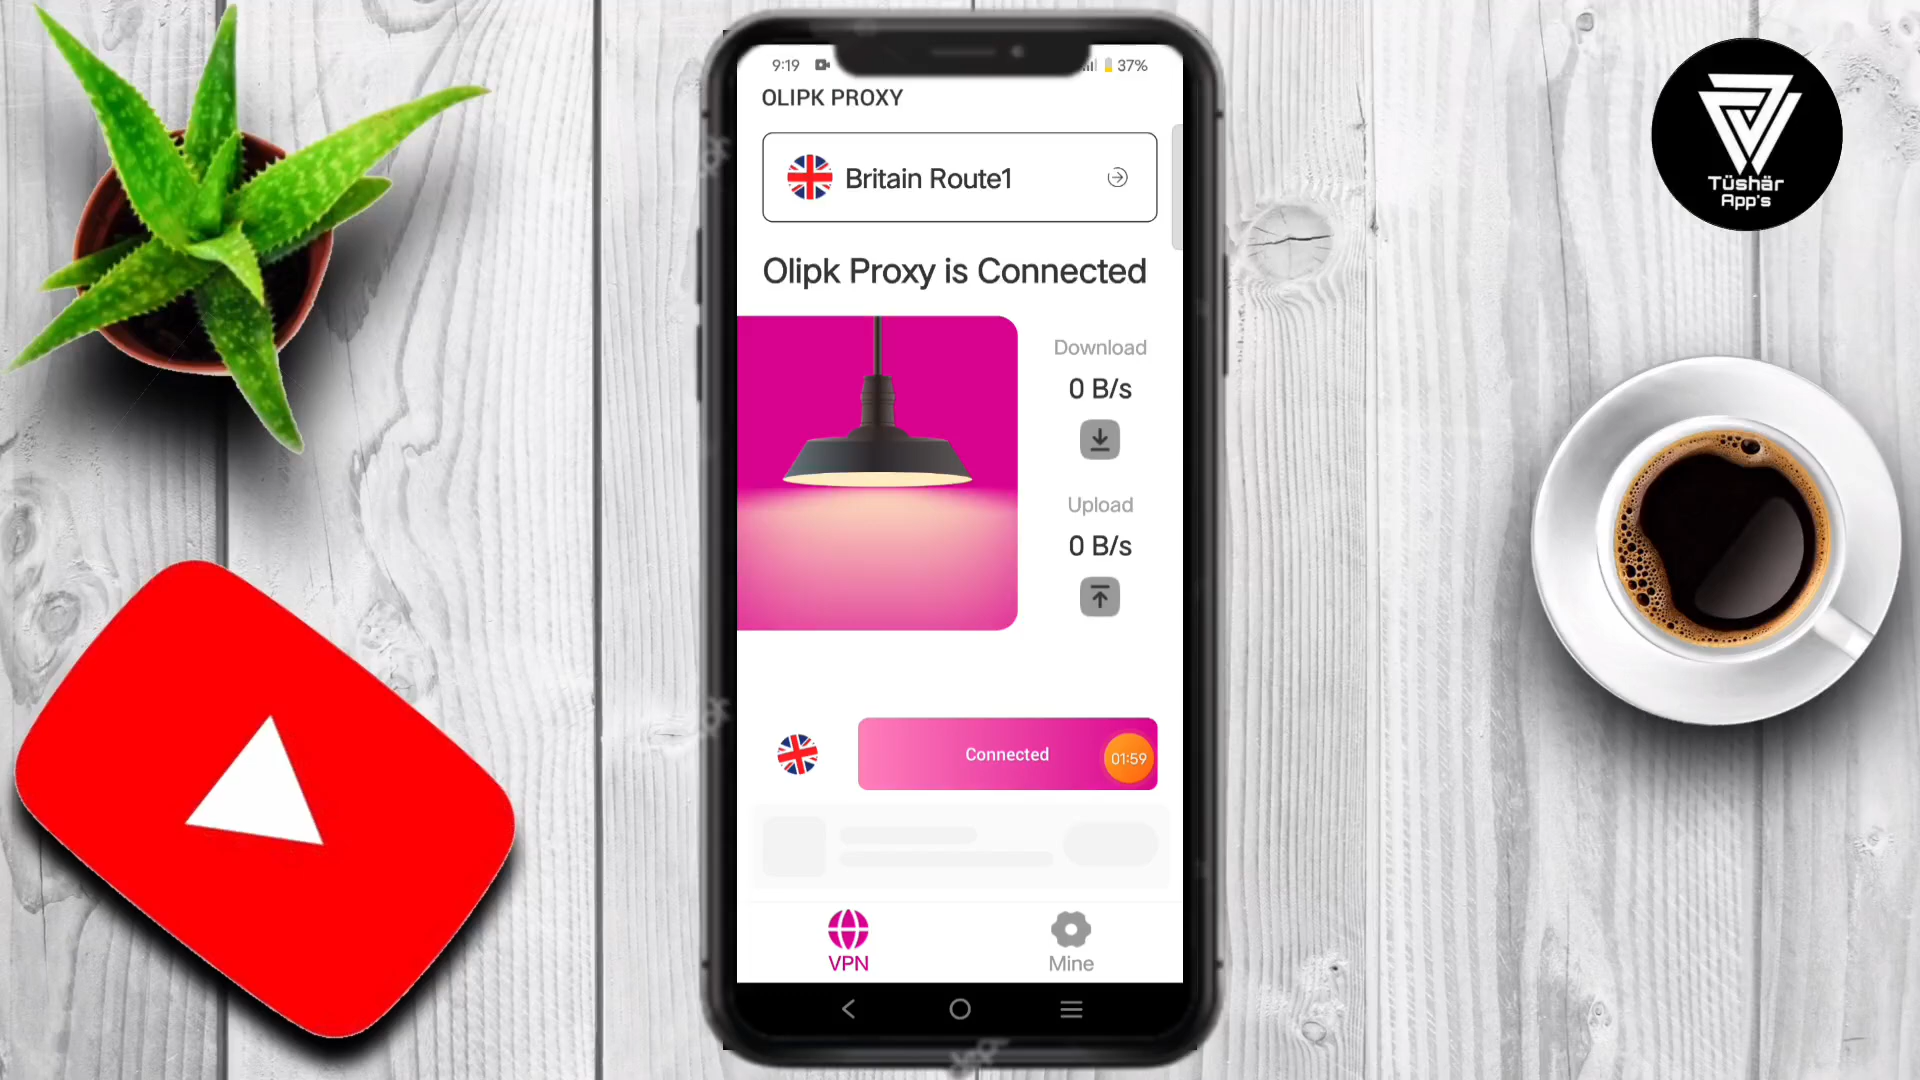 9:19
37%
OLIPK PROXY
Britain Route1
Olipk Proxy is Connected
Download
0 B/s
Upload
0 B/s
Connected
01:59
VPN
Mine
Tüshär
App's